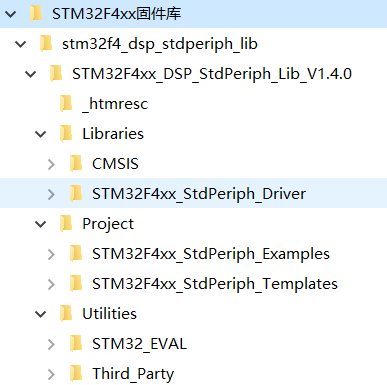 STM32F4xx固件库
stm32f4_dsp_stdperiph_lib
STM32F4xx_DSP_StdPeriph_Lib_V1.4.0
_htmresc
Libraries
CMSIS
STM32F4xx_StdPeriph_Driver
Project
STM32F4xx_StdPeriph_Examples
STM32F4xx_StdPeriph_Templates
Utilities
STM32_EVAL
Third_Party